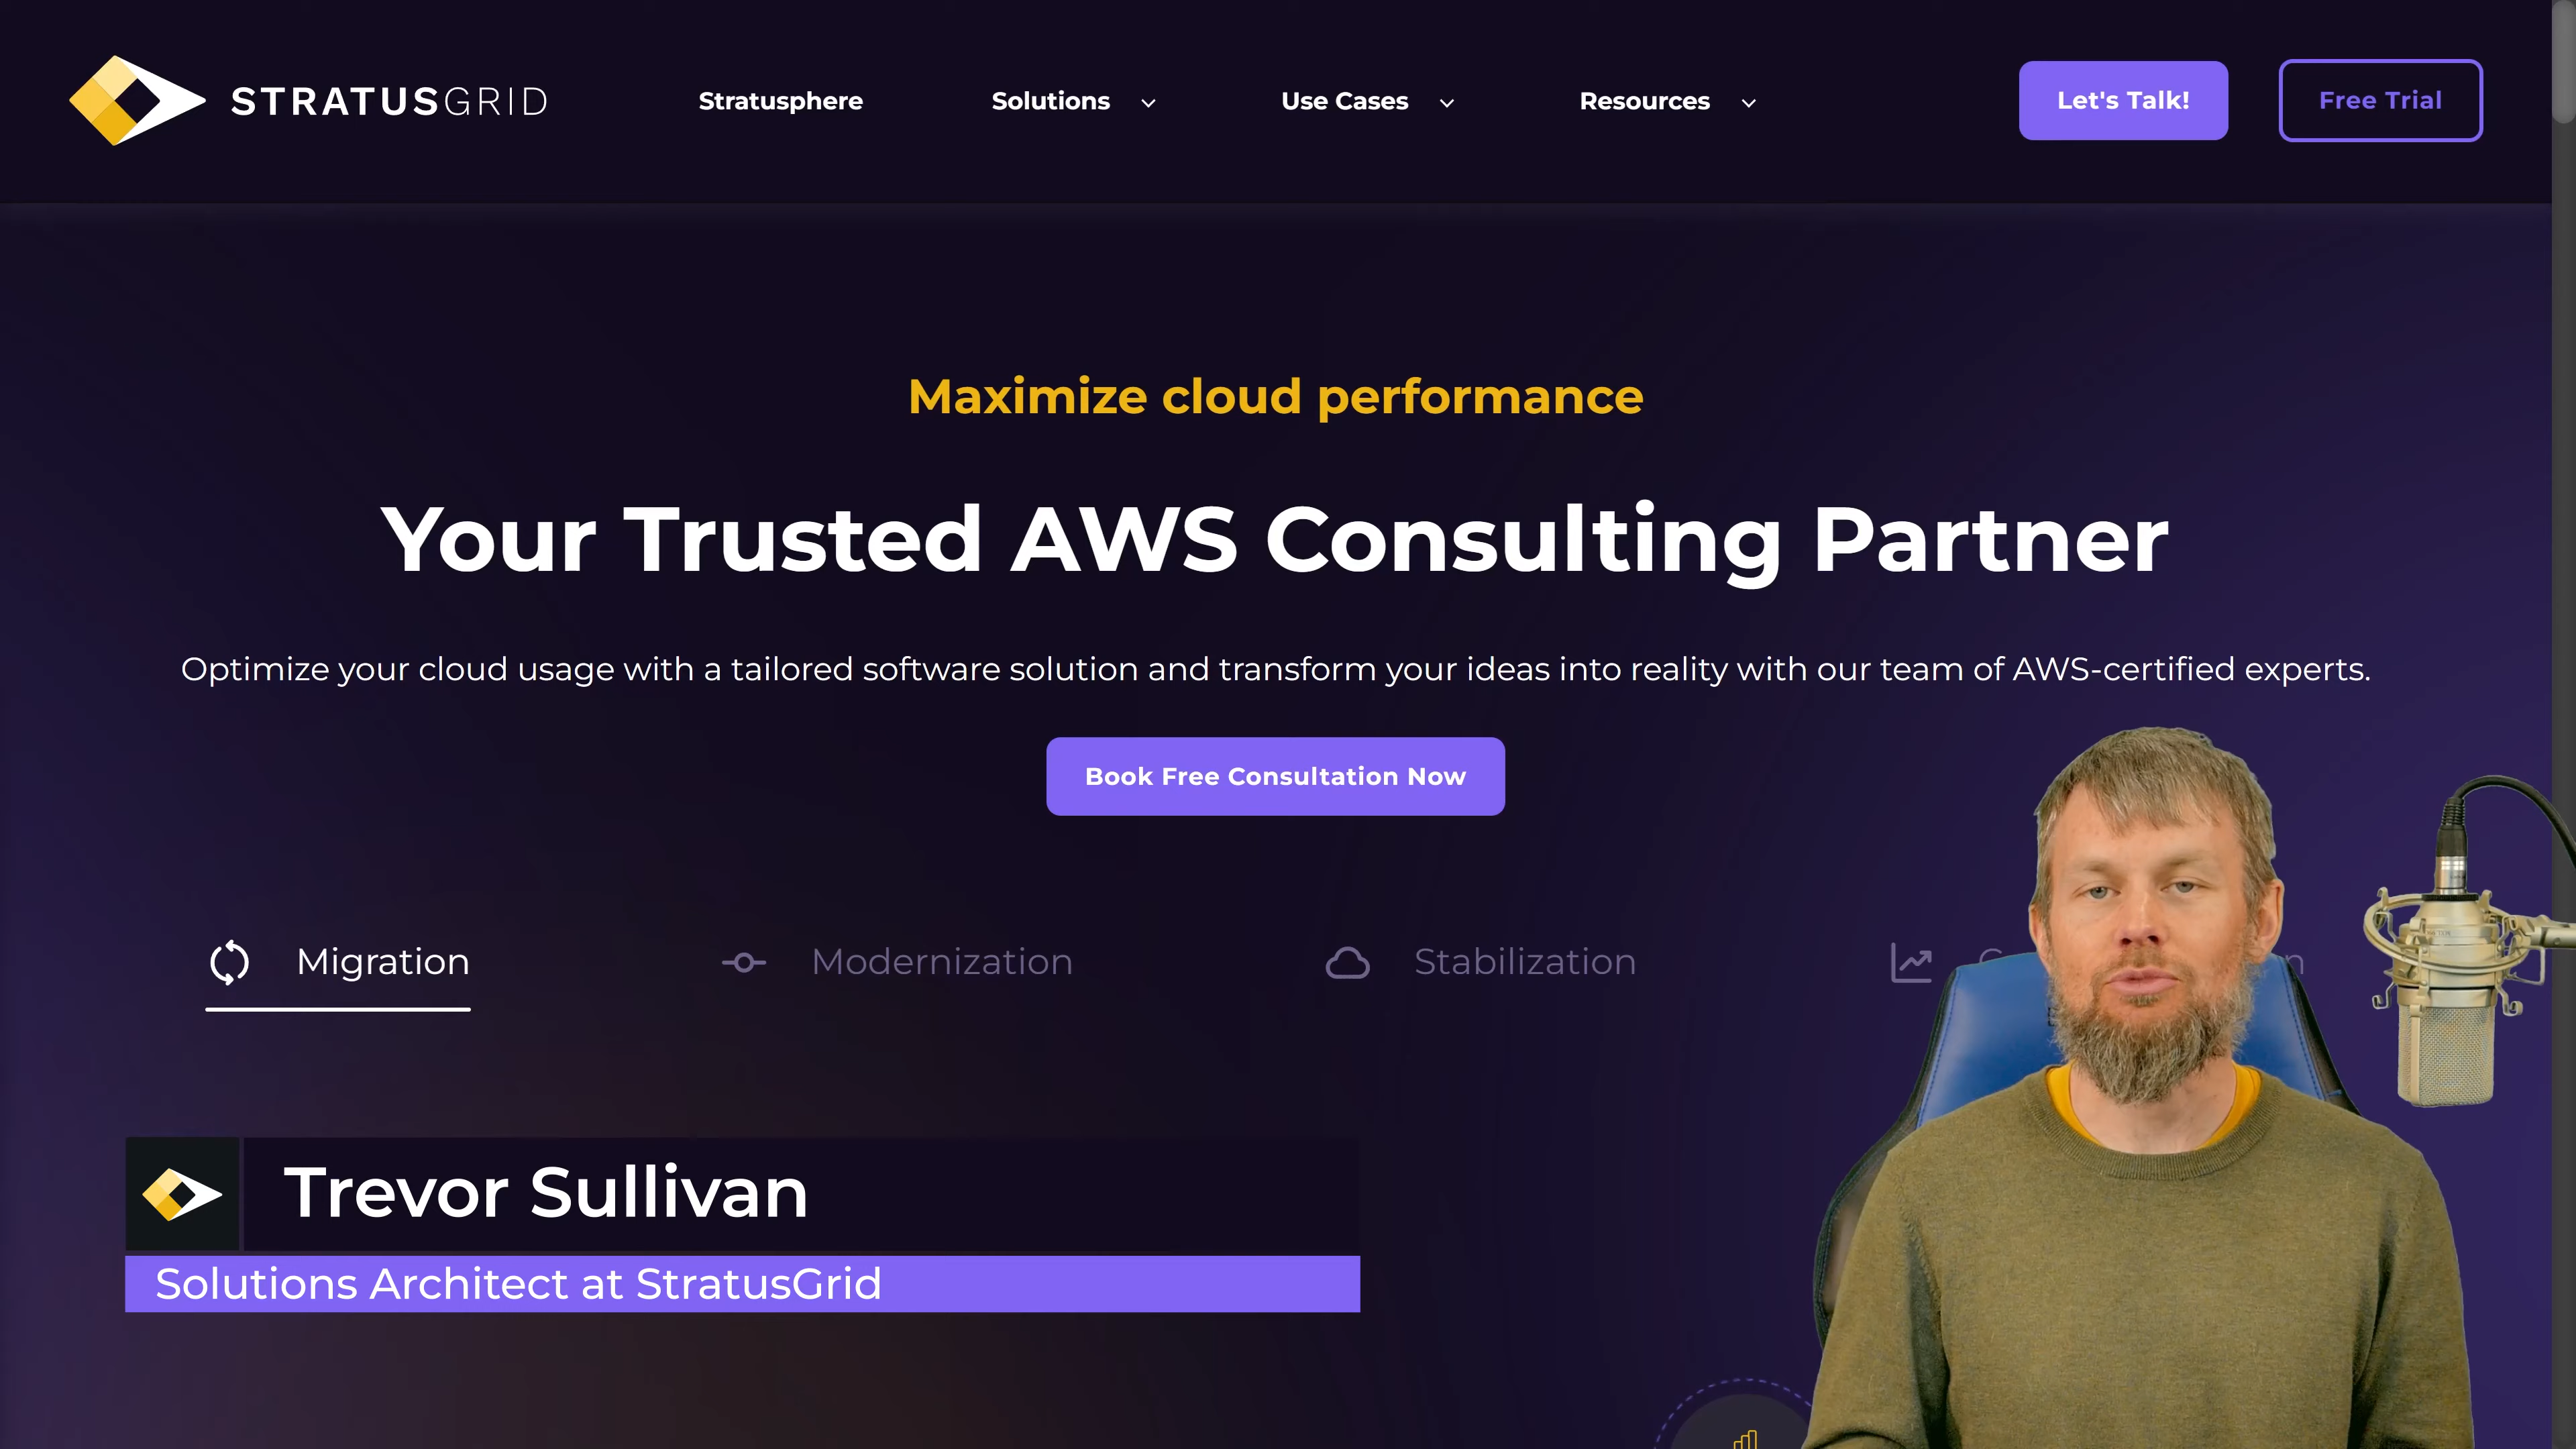 STRATUSGRID
Stratusphere
Solutions
Use Cases
Resources
Let's Talk!
Free Trial
Maximize cloud performance
Your Trusted AWS Consulting Partner
Optimize your cloud usage with a tailored software solution and transform your ideas into reality with our team of AWS-certified experts.
Book Free Consultation Now
Migration
Modernization
Stabilization
Trevor Sullivan
Solutions Architect at StratusGrid